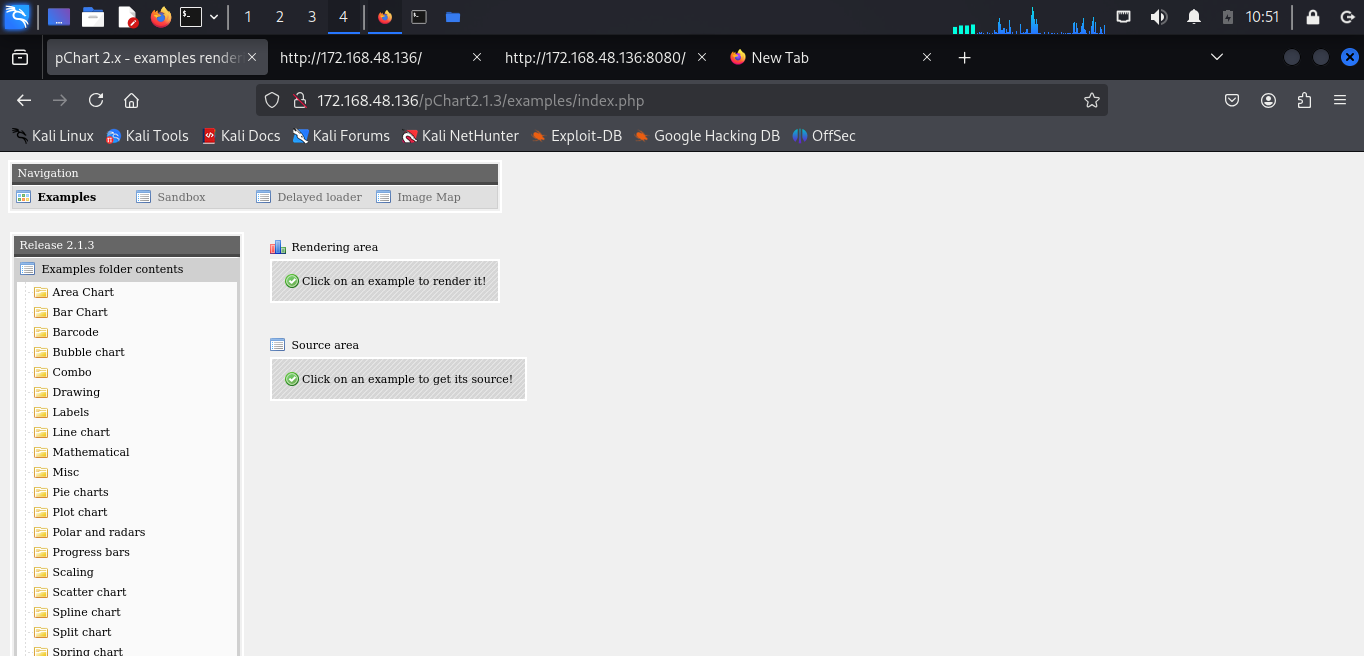 1 2 3 4 10:51
pChart 2.x - examples render http://172.168.48.136/ http://172.168.48.136:8080/ New Tab
172.168.48.136/pChart2.1.3/examples/index.php
Kali Linux Kali Tools Kali Docs Kali Forums Kali NetHunter Exploit-DB Google Hacking DB OffSec
Navigation
Examples Sandbox Delayed loader Image Map
Release 2.1.3
Examples folder contents
Area Chart
Bar Chart
Barcode
Bubble chart
Combo
Drawing
Labels
Line chart
Mathematical
Misc
Pie charts
Plot chart
Polar and radars
Progress bars
Scaling
Scatter chart
Spline chart
Split chart
Spring chart
Rendering area
Click on an example to render it!
Source area
Click on an example to get its source!